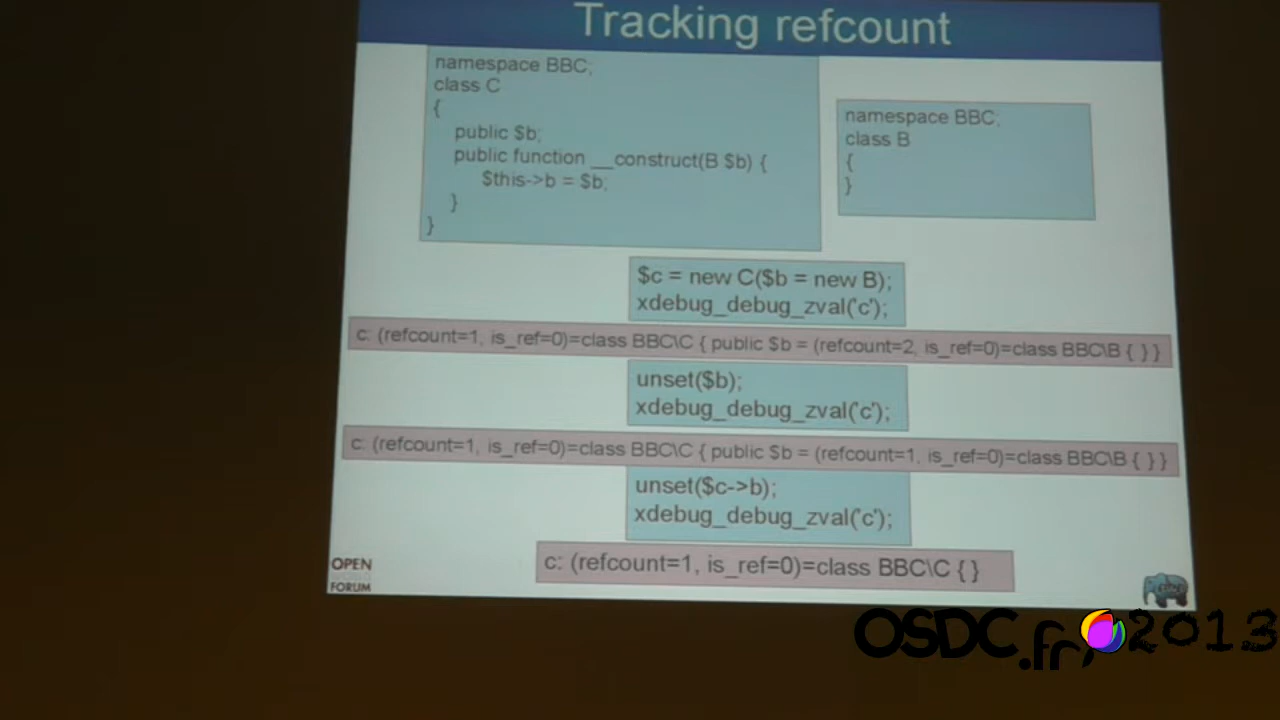 Tracking refcount
namespace BBC;
class C
{
public $b;
public function __construct(B $b) {
$this->b = $b;
}
}
namespace BBC;
class B
{
}
$c = new C($b = new B);
xdebug_debug_zval('c');
c: (refcount=1, is_ref=0)=class BBC\C { public $b = (refcount=2, is_ref=0)=class BBC\B { } }
unset($b);
xdebug_debug_zval('c');
c: (refcount=1, is_ref=0)=class BBC\C { public $b = (refcount=1, is_ref=0)=class BBC\B { } }
unset($c->b);
xdebug_debug_zval('c');
c: (refcount=1, is_ref=0)=class BBC\C { }
OPEN
FORUM
OSDC.fr 2013